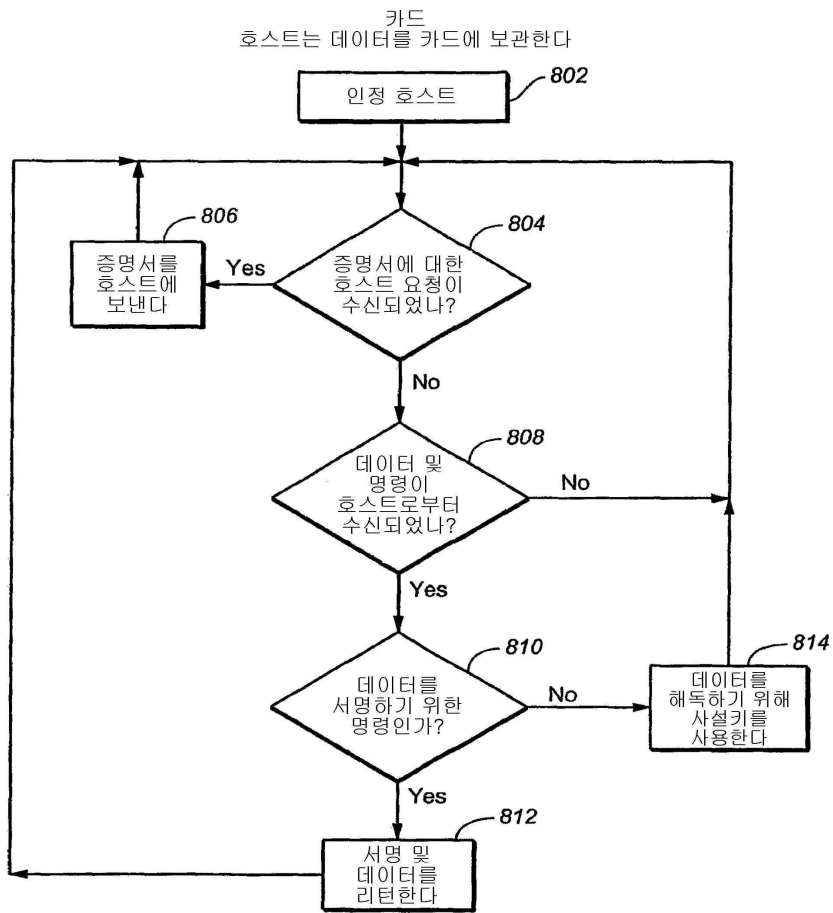 카드
호스트는 데이터를 카드에 보관한다
인정 호스트
802
804
806
증명서를
호스트에
보낸다
Yes
증명서에 대한
호스트 요청이
수신되었나?
No
808
데이터 및
명령이
호스트로부터
수신되었나?
No
Yes
810
814
데이터를
서명하기 위한
명령인가?
No
데이터를
해독하기 위해
사설키를
사용한다
Yes
812
서명 및
데이터를
리턴한다